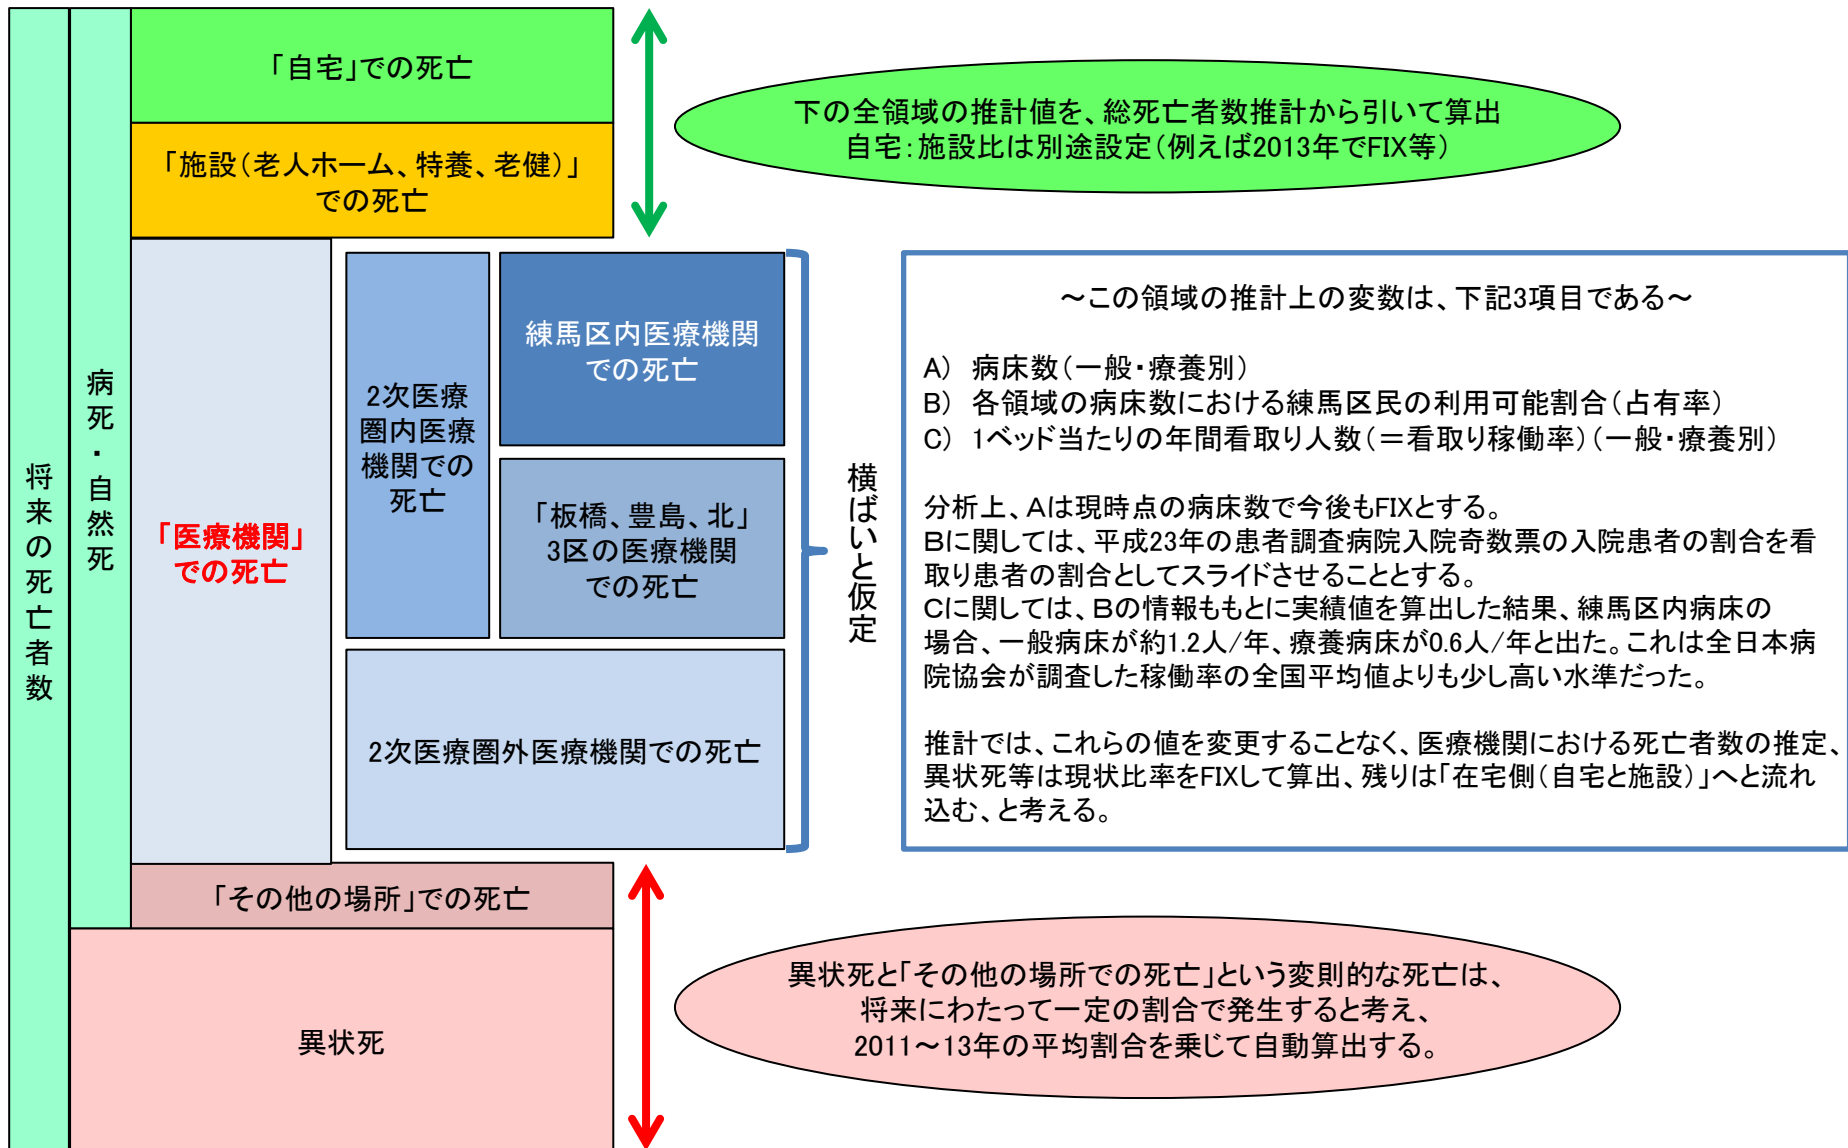 将来の死亡者数
病死・自然死
「自宅」での死亡
「施設(老人ホーム、特養、老健)」
での死亡
下の全領域の推計値を、総死亡者数推計から引いて算出
自宅：施設比は別途設定(例えば2013年でFIX等)
「医療機関」
での死亡
2次医療
圏内医療
機関での
死亡
練馬区内医療機関
での死亡
「板橋、豊島、北」
3区の医療機関
での死亡
2次医療圏外医療機関での死亡
横ばいと仮定
～この領域の推計上の変数は、下記3項目である～
A) 病床数(一般・療養別)
B) 各領域の病床数における練馬区民の利用可能割合(占有率)
C) 1ベッド当たりの年間看取り人数(＝看取り稼働率)(一般・療養別)
分析上、Aは現時点の病床数で今後もFIXとする。
Bに関しては、平成23年の患者調査病院入院奇数票の入院患者の割合を看
取り患者の割合としてスライドさせることとする。
Cに関しては、Bの情報ももとに実績値を算出した結果、練馬区内病床の
場合、一般病床が約1.2人/年、療養病床が0.6人/年と出た。これは全日本病
院協会が調査した稼働率の全国平均値よりも少し高い水準だった。
推計では、これらの値を変更することなく、医療機関における死亡者数の推定、
異状死等は現状比率をFIXして算出、残りは「在宅側(自宅と施設)」へと流れ
込む、と考える。
「その他の場所」での死亡
異状死
異状死と「その他の場所での死亡」という変則的な死亡は、
将来にわたって一定の割合で発生すると考え、
2011～13年の平均割合を乗じて自動算出する。